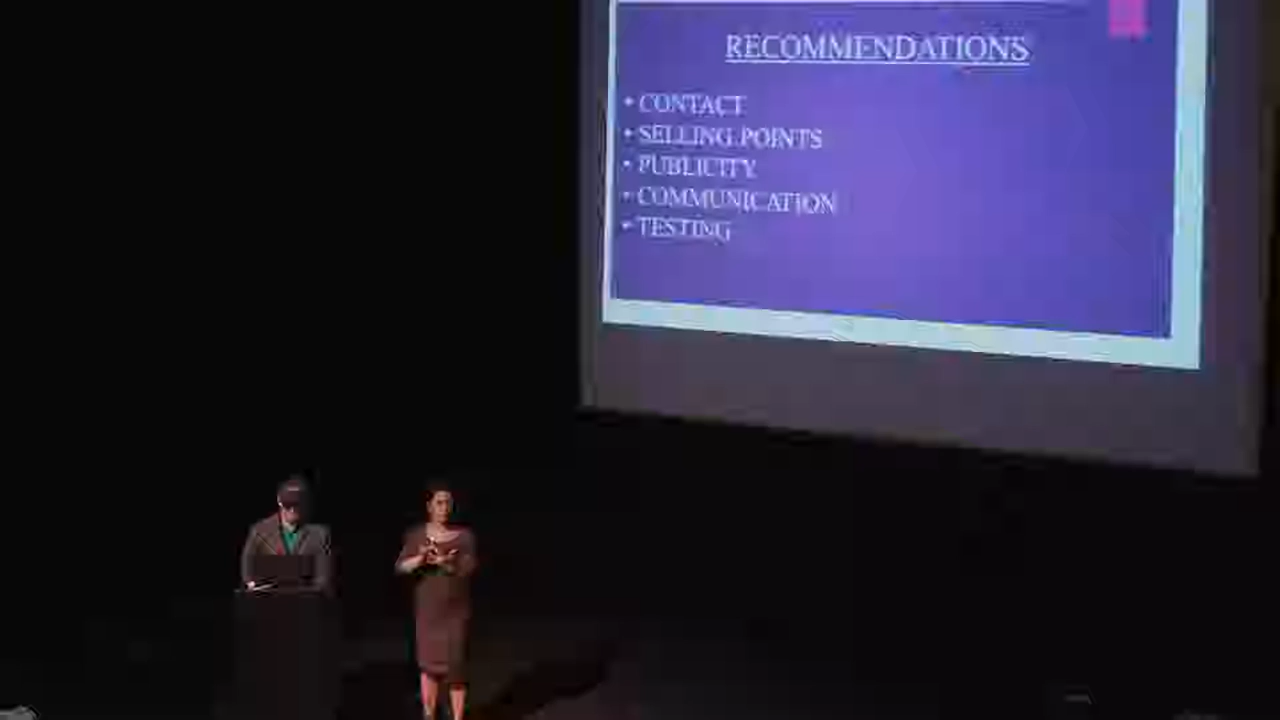 RECOMMENDATIONS
• CONTACT
• SELLING POINTS
• PUBLICITY
• COMMUNICATION
• TESTING